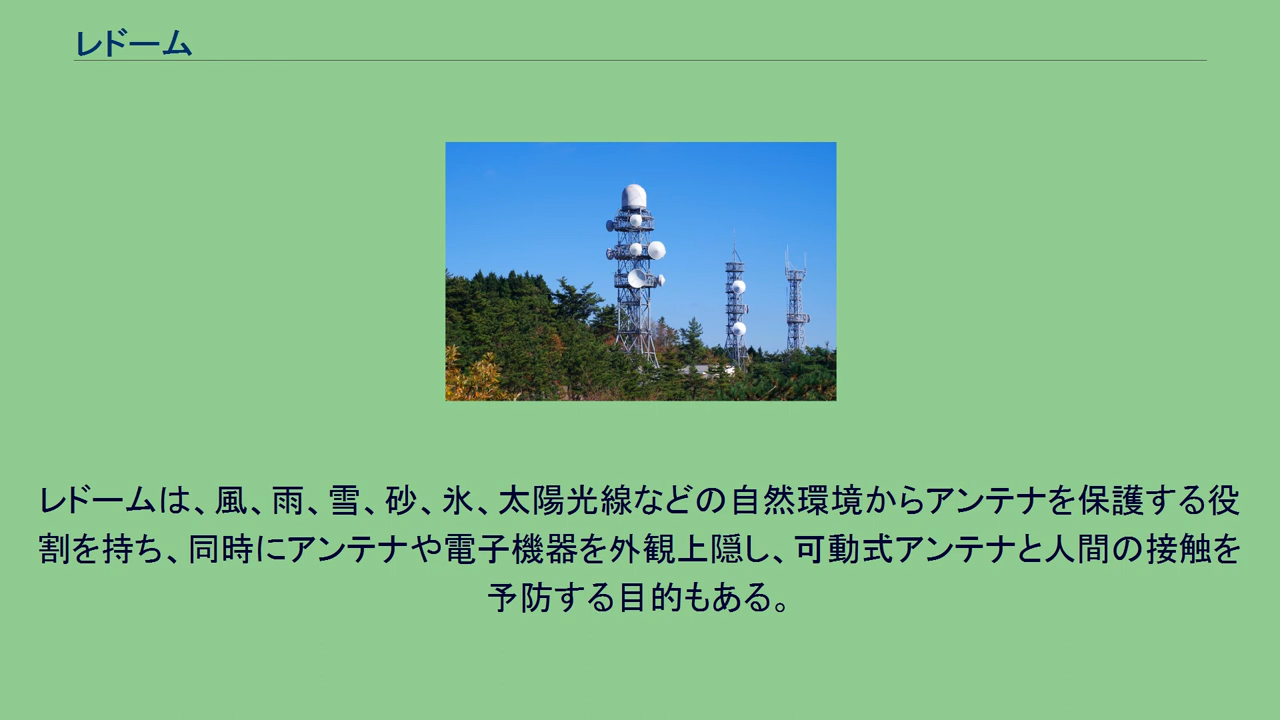 レドーム
レドームは、風、雨、雪、砂、氷、太陽光線などの自然環境からアンテナを保護する役
割を持ち、同時にアンテナや電子機器を外観上隠し、可動式アンテナと人間の接触を
予防する目的もある。